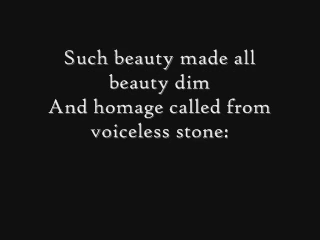 Such beauty made all
beauty dim
And homage called from
voiceless stone: